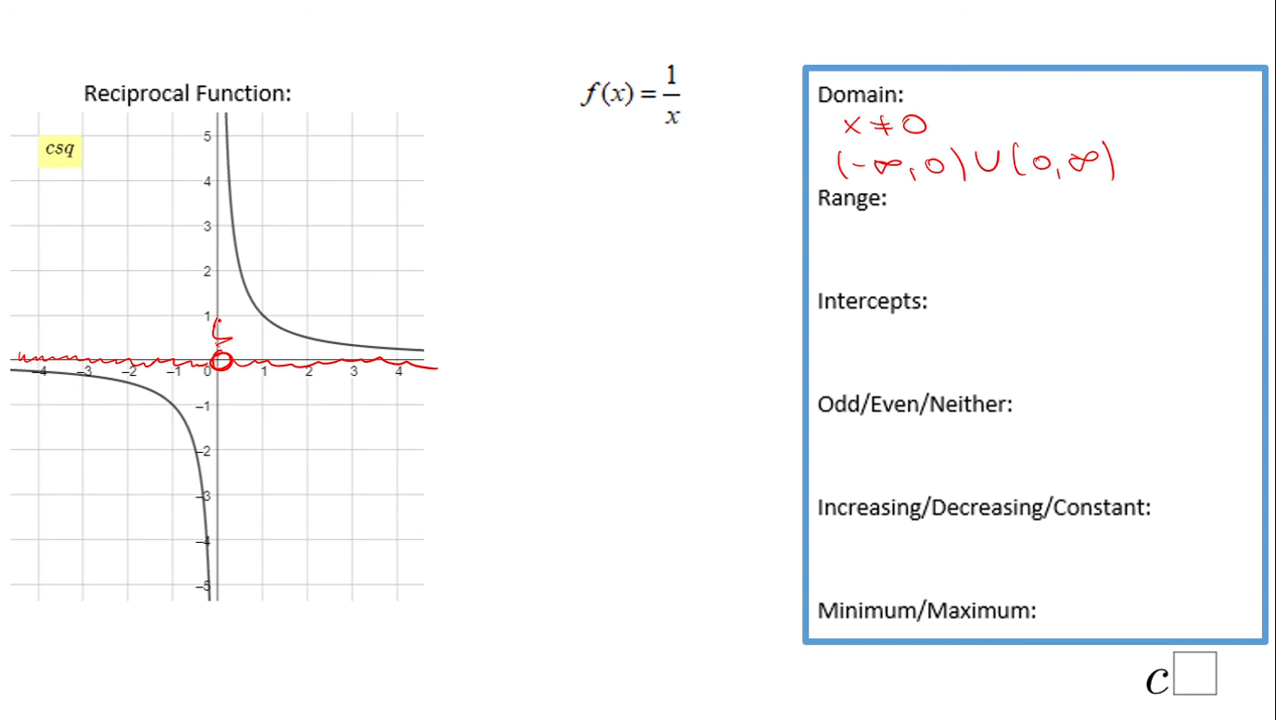 Reciprocal Function:
csq
5
4
3
2
1
-4 -3 -2 -1 0 1 2 3 4
-1
-2
-3
-4
-5
f(x) = 1/x
Domain:
x ≠ 0
(-∞, 0) ∪ (0, ∞)
Range:
Intercepts:
Odd/Even/Neither:
Increasing/Decreasing/Constant:
Minimum/Maximum:
c